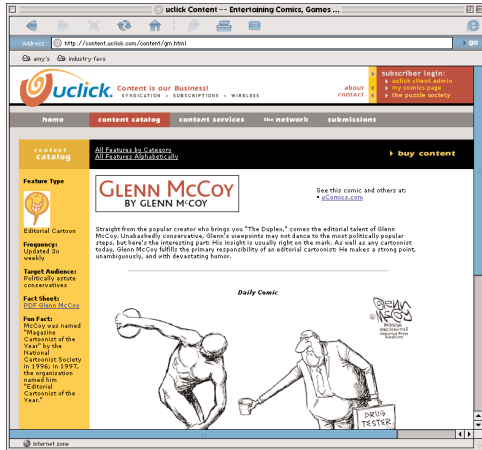 uclick Content -- Entertaining Comics, Games ...
Address: http://content.uclick.com/content/gm.html
go
amy's industry favs
Uclick. Content is our Business!
SYNDICATION • SUBSCRIPTIONS • WIRELESS
about
contact
subscriber login:
uclick client admin
my comics page
the puzzle society
home content catalog content services the network submissions
content
catalog
All Features by Category
All Features Alphabetically
buy content
Feature Type
Editorial Cartoon
Frequency:
Updated 3x
weekly
Target Audience:
Politically astute
conservatives
Fact Sheet:
PDF Glenn McCoy
Fun Fact:
McCoy was named
"Magazine
Cartoonist of the
Year" by the
National
Cartoonist Society
in 1996; in 1997,
the organization
named him
"Editorial
Cartoonist of the
Year."
GLENN MCCOY
BY GLENN MCCOY
See this comic and others at:
• uComics.com
Straight from the popular creator who brings you "The Duplex," comes the editorial talent of Glenn
McCoy. Unabashedly conservative, Glenn's viewpoints may not dance to the most politically popular
steps, but here's the interesting part: His insight is usually right on the mark. As well as any cartoonist
today, Glenn McCoy fulfills the primary responsibility of an editorial cartoonist: He makes a strong point,
unambiguously, and with devastating humor.
Daily Comic
Glenn
McCoy
Universal Press
Syndicate
DRUG
TESTER
Internet zone